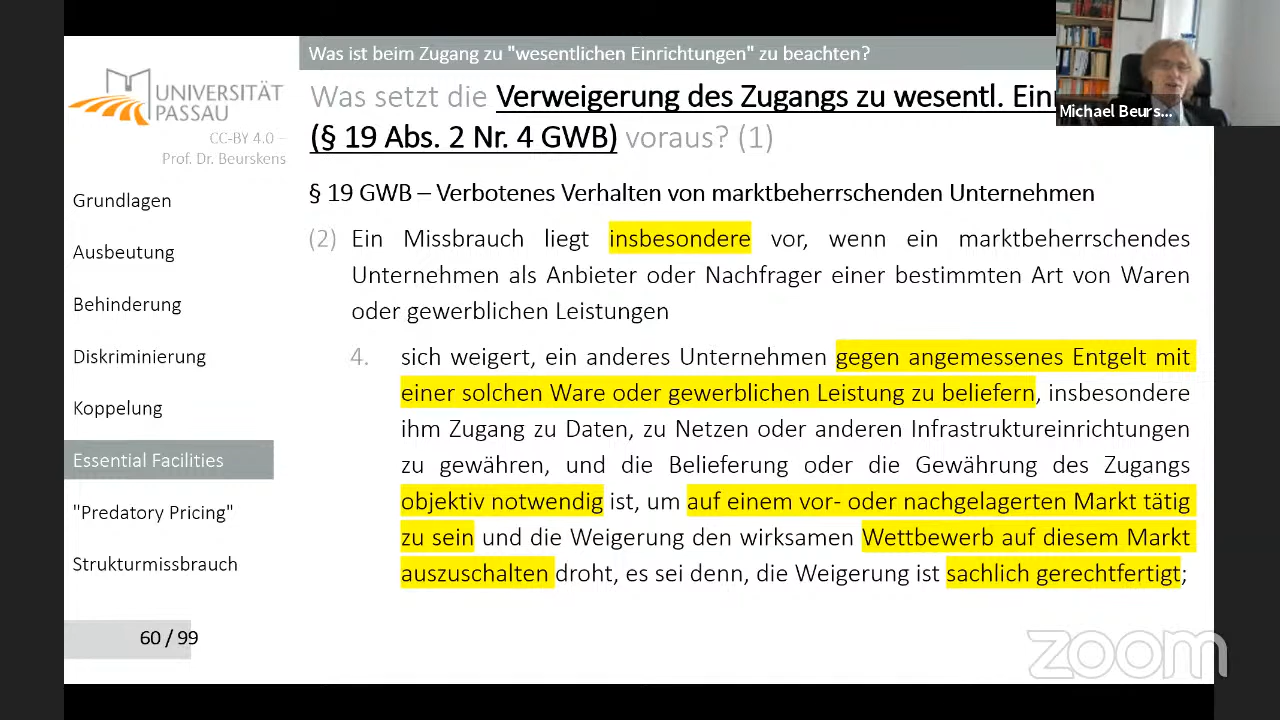 Was ist beim Zugang zu "wesentlichen Einrichtungen" zu beachten?
UNIVERSITÄT
PASSAU
CC-BY 4.0 –
Prof. Dr. Beurskens
Was setzt die Verweigerung des Zugangs zu wesentl.
(§ 19 Abs. 2 Nr. 4 GWB) voraus? (1)
Michael Beurs...
Grundlagen
Ausbeutung
Behinderung
Diskriminierung
Koppelung
Essential Facilities
"Predatory Pricing"
Strukturmissbrauch
60 / 99
§ 19 GWB – Verbotenes Verhalten von marktbeherrschenden Unternehmen
(2) Ein Missbrauch liegt insbesondere vor, wenn ein marktbeherrschendes
Unternehmen als Anbieter oder Nachfrager einer bestimmten Art von Waren
oder gewerblichen Leistungen
4. sich weigert, ein anderes Unternehmen gegen angemessenes Entgelt mit
einer solchen Ware oder gewerblichen Leistung zu beliefern, insbesondere
ihm Zugang zu Daten, zu Netzen oder anderen Infrastruktureinrichtungen
zu gewähren, und die Belieferung oder die Gewährung des Zugangs
objektiv notwendig ist, um auf einem vor- oder nachgelagerten Markt tätig
zu sein und die Weigerung den wirksamen Wettbewerb auf diesem Markt
auszuschalten droht, es sei denn, die Weigerung ist sachlich gerechtfertigt;
zoom